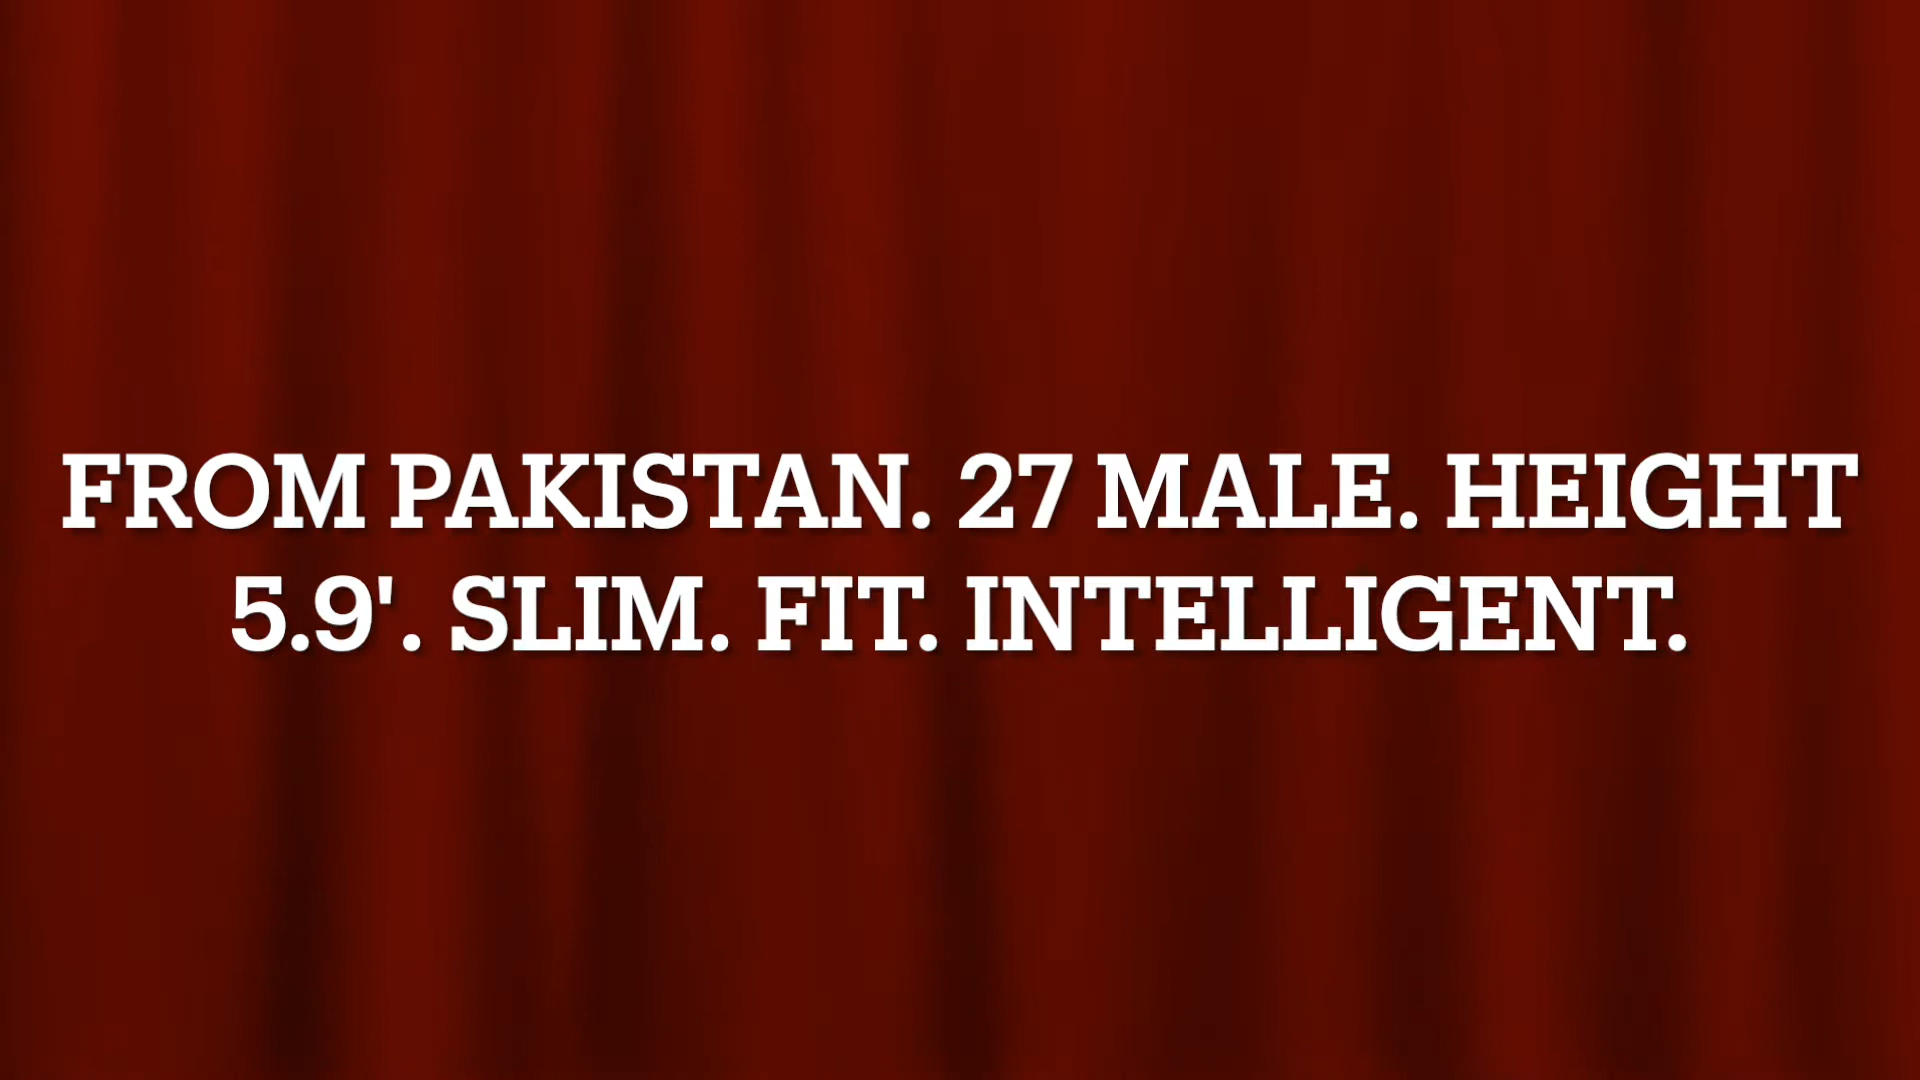 FROM PAKISTAN. 27 MALE. HEIGHT
5.9'. SLIM. FIT. INTELLIGENT.